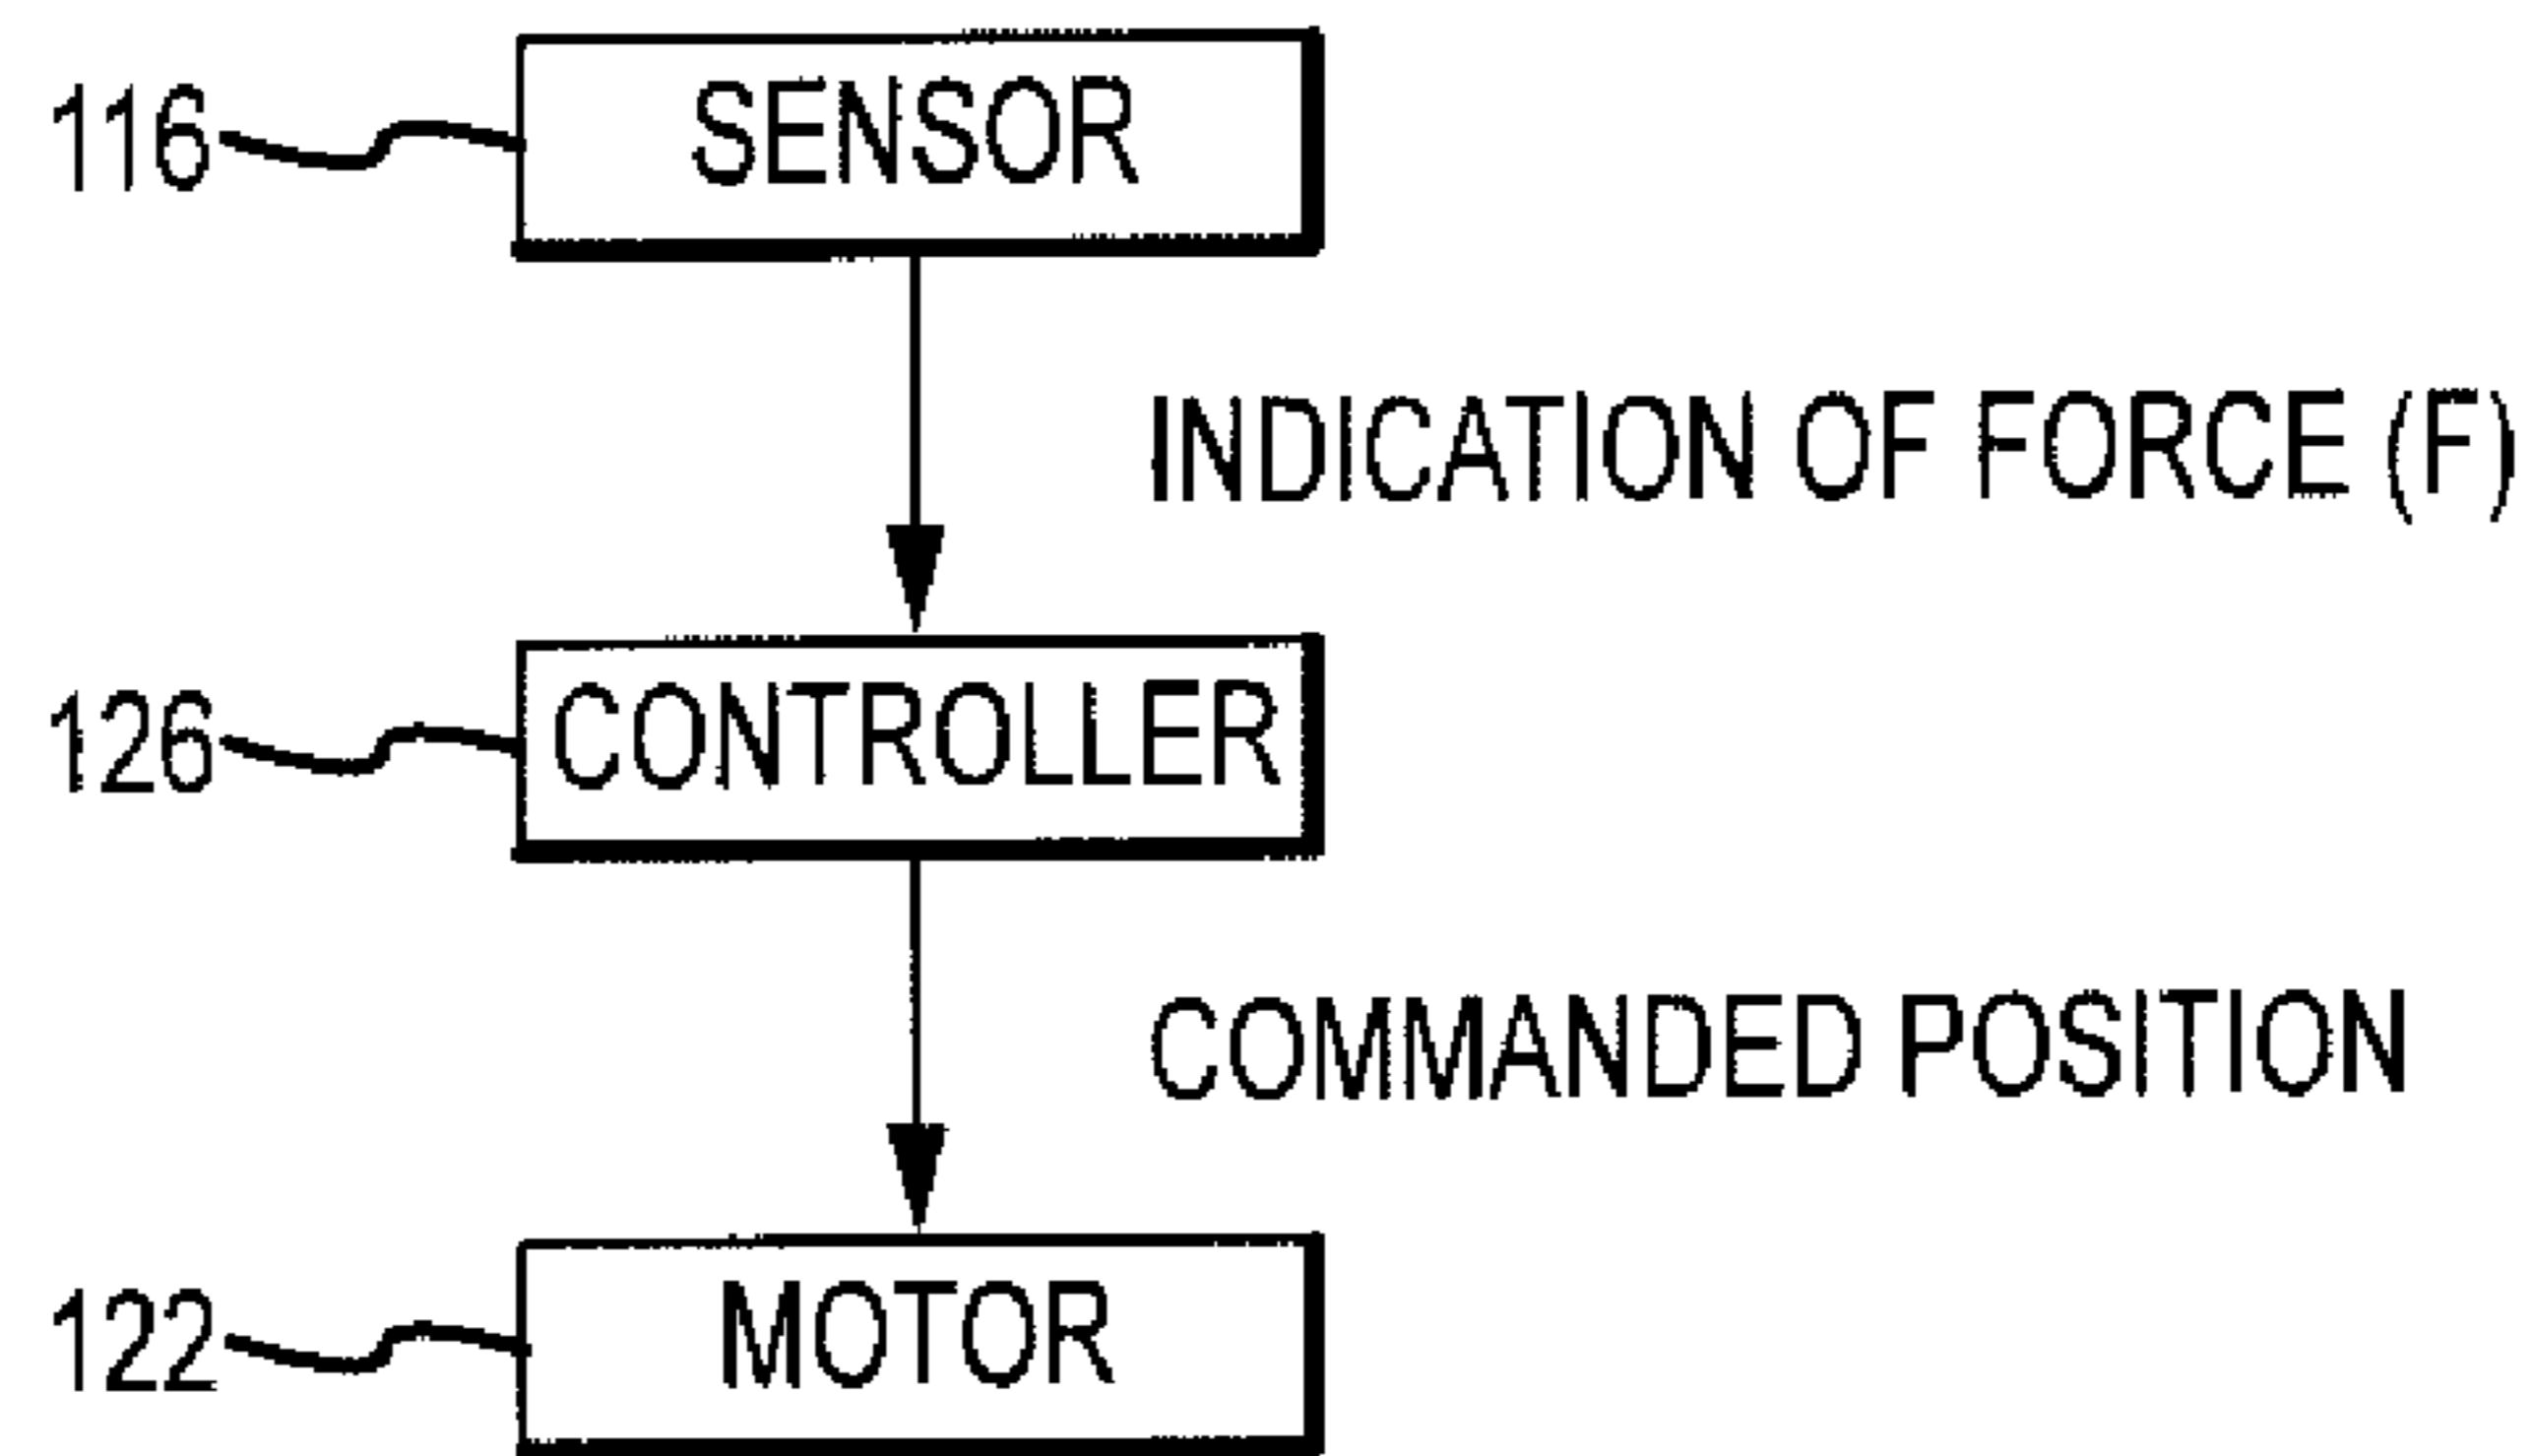 116
SENSOR
INDICATION OF FORCE (F)
126
CONTROLLER
COMMANDED POSITION
122
MOTOR